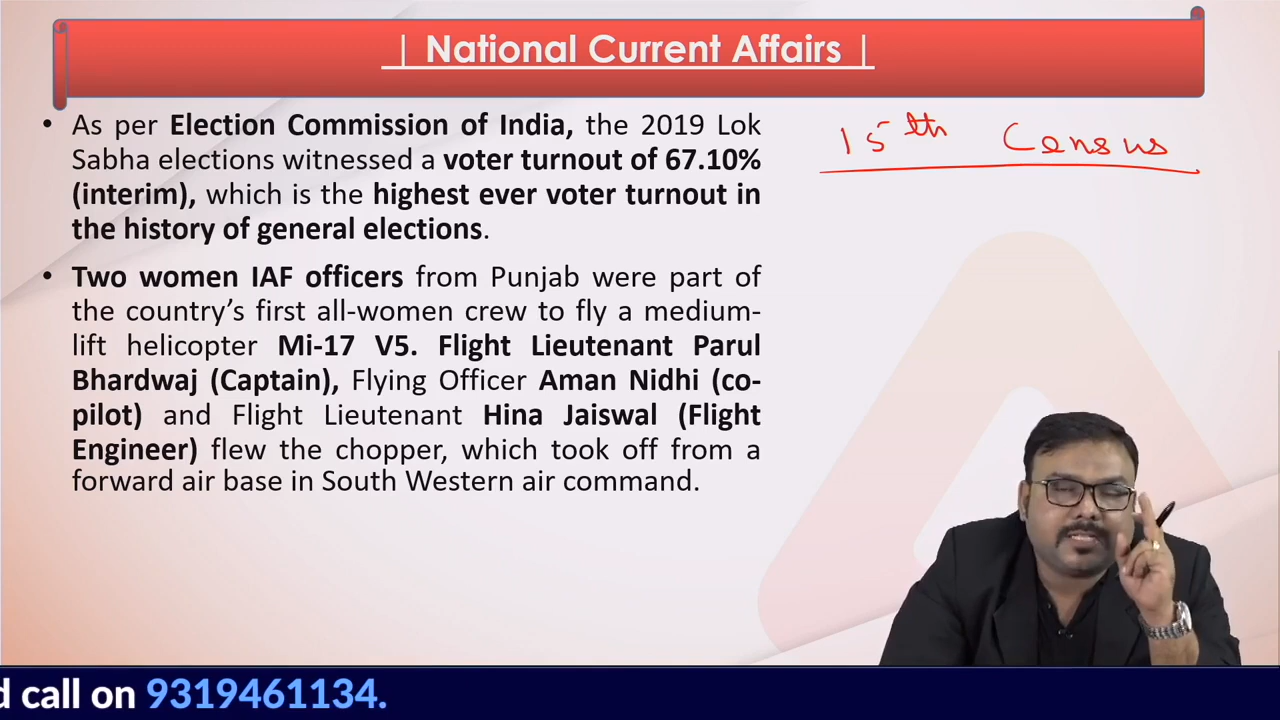 | National Current Affairs |
• As per Election Commission of India, the 2019 Lok
Sabha elections witnessed a voter turnout of 67.10%
(interim), which is the highest ever voter turnout in
the history of general elections.
• Two women IAF officers from Punjab were part of
the country’s first all-women crew to fly a medium-
lift helicopter Mi-17 V5. Flight Lieutenant Parul
Bhardwaj (Captain), Flying Officer Aman Nidhi (co-
pilot) and Flight Lieutenant Hina Jaiswal (Flight
Engineer) flew the chopper, which took off from a
forward air base in South Western air command.
15th Census
d call on 9319461134.